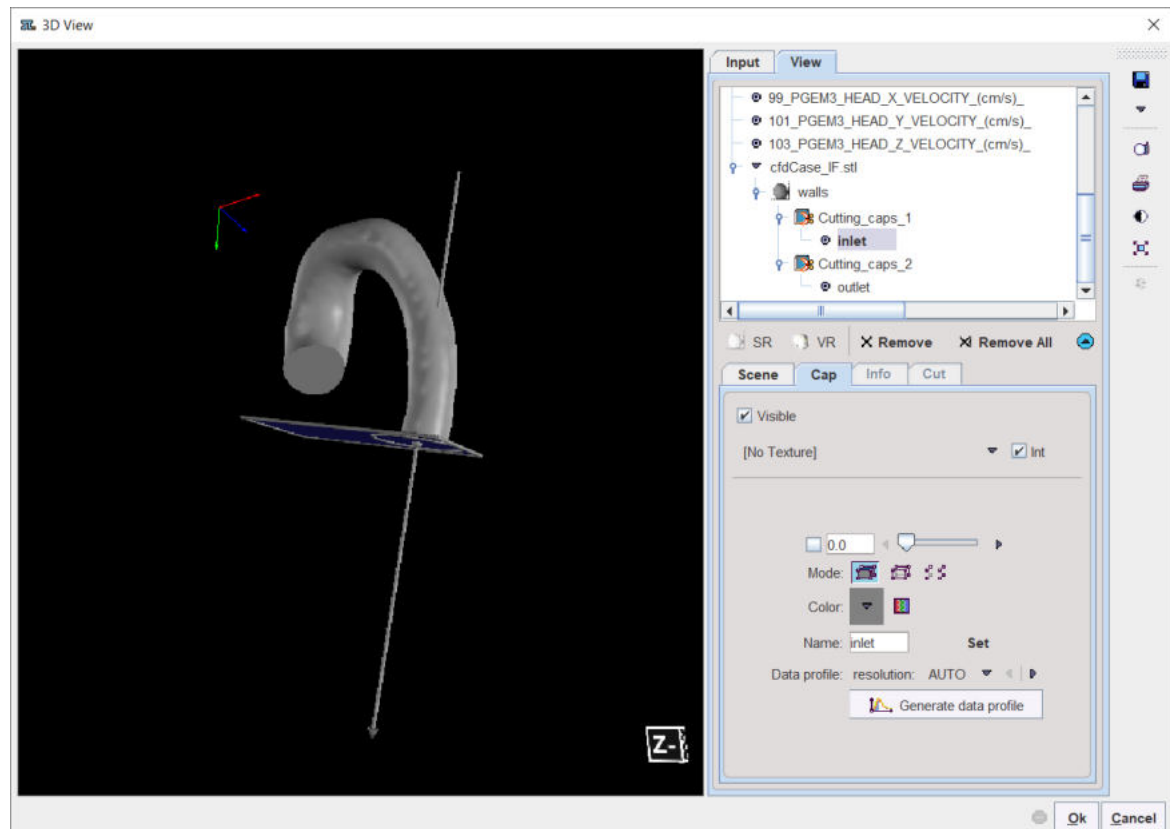 3D View
Input View
99_PGEM3_HEAD_X_VELOCITY_(cm/s)_
101_PGEM3_HEAD_Y_VELOCITY_(cm/s)_
103_PGEM3_HEAD_Z_VELOCITY_(cm/s)_
cfdCase_IF.stl
walls
Cutting_caps_1
inlet
Cutting_caps_2
outlet
SR VR Remove Remove All
Scene Cap Info Cut
Visible
[No Texture] Int
0.0
Mode:
Color:
Name: inlet Set
Data profile: resolution: AUTO
Generate data profile
Z-
Ok Cancel